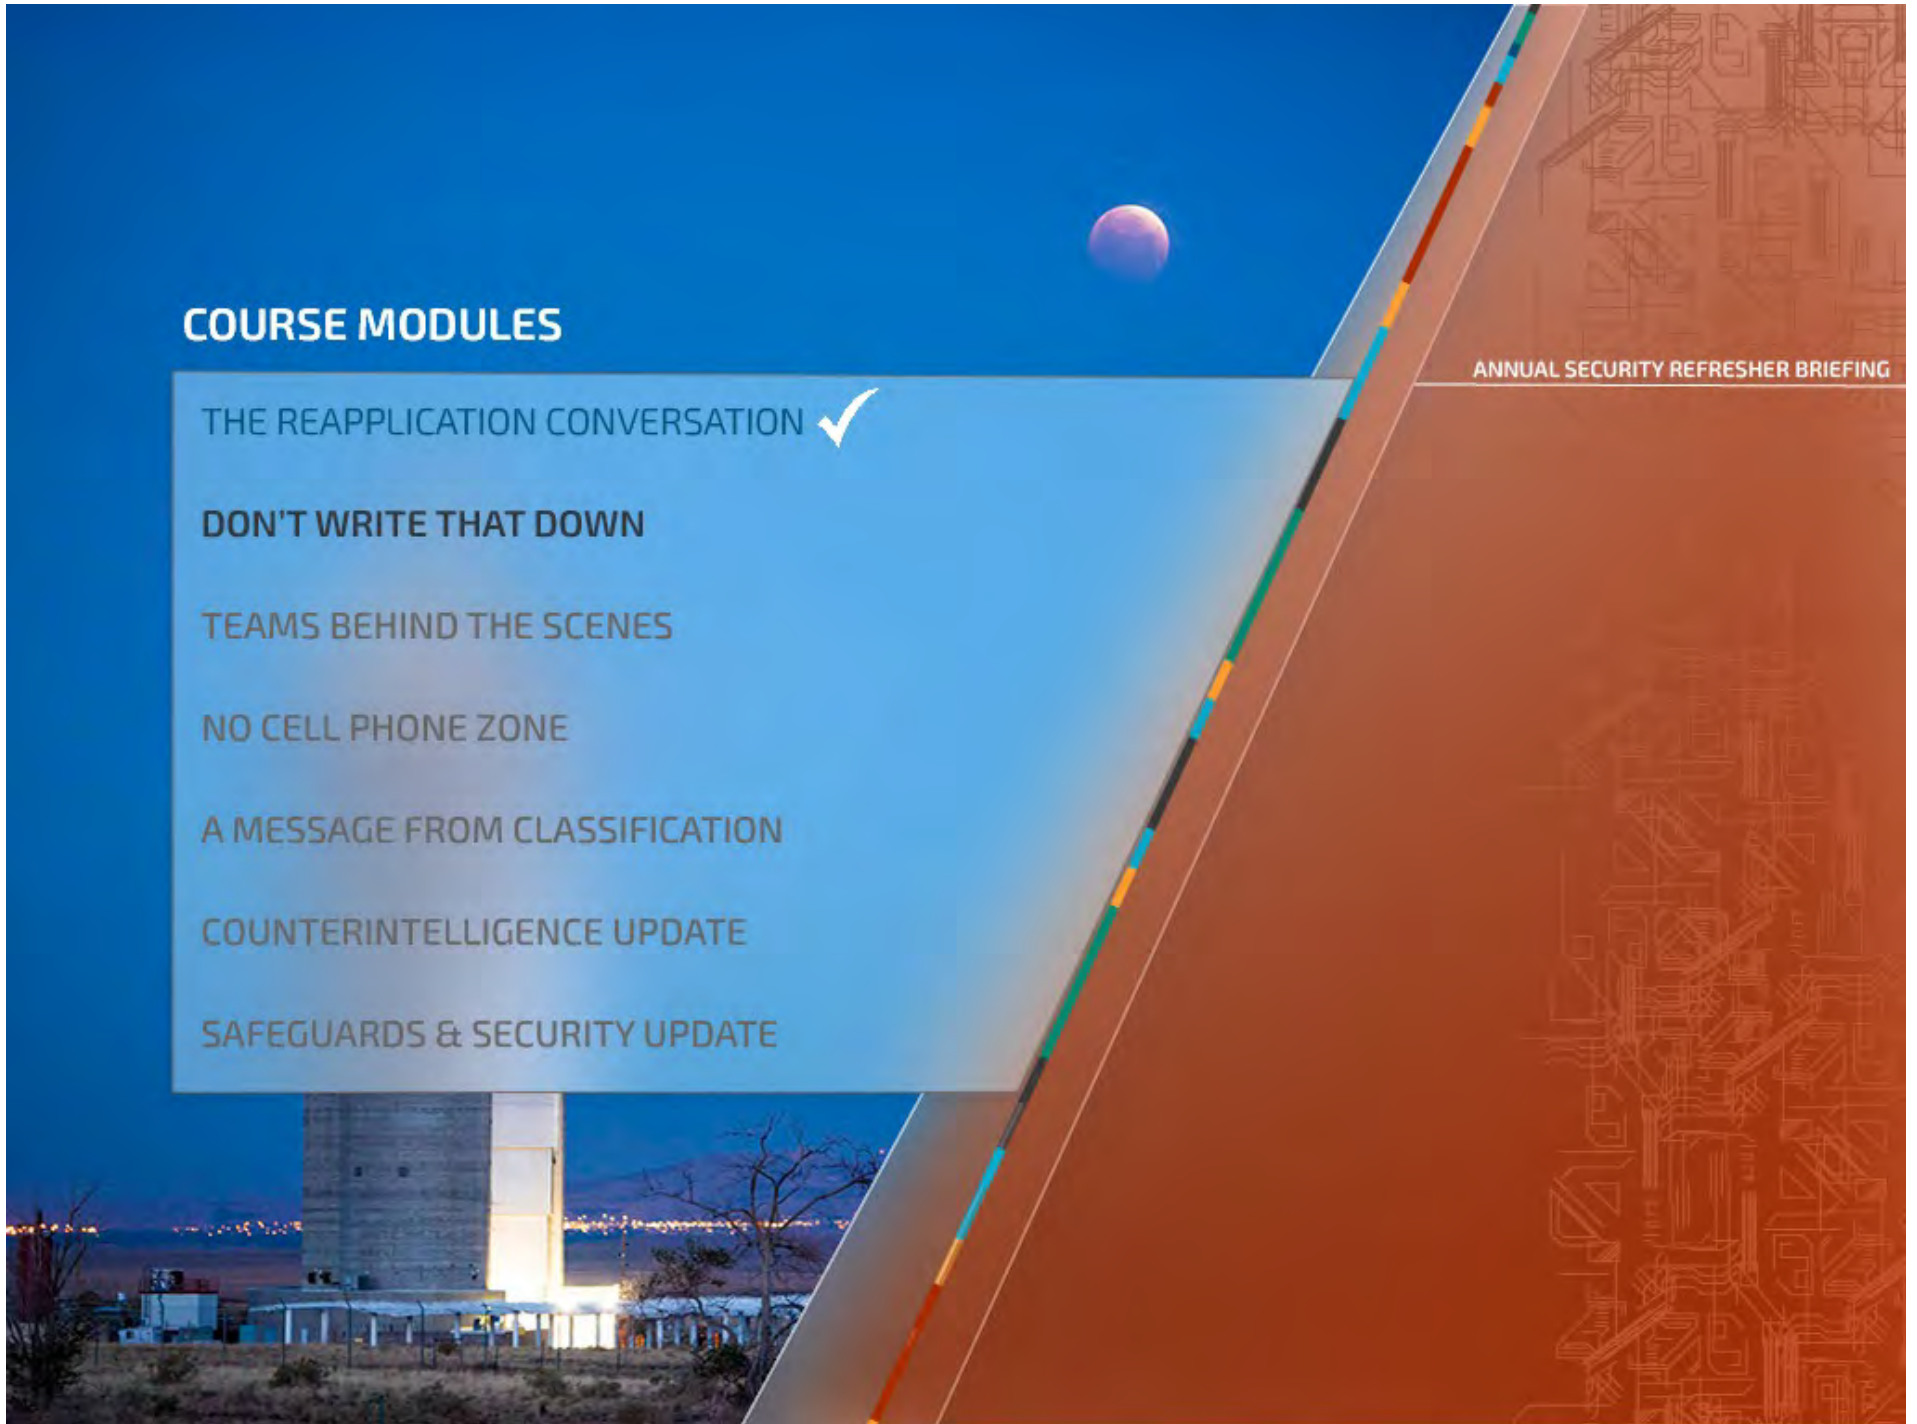 COURSE MODULES
ANNUAL SECURITY REFRESHER BRIEFING
THE REAPPLICATION CONVERSATION
DON'T WRITE THAT DOWN
TEAMS BEHIND THE SCENES
NO CELL PHONE ZONE
A MESSAGE FROM CLASSIFICATION
COUNTERINTELLIGENCE UPDATE
SAFEGUARDS & SECURITY UPDATE